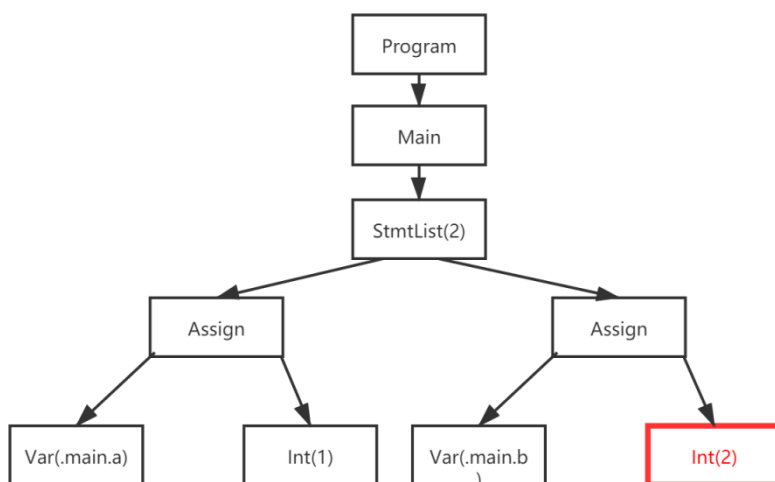 Program
Main
StmtList(2)
Assign
Assign
Var(.main.a)
Int(1)
Var(.main.b
)
Int(2)